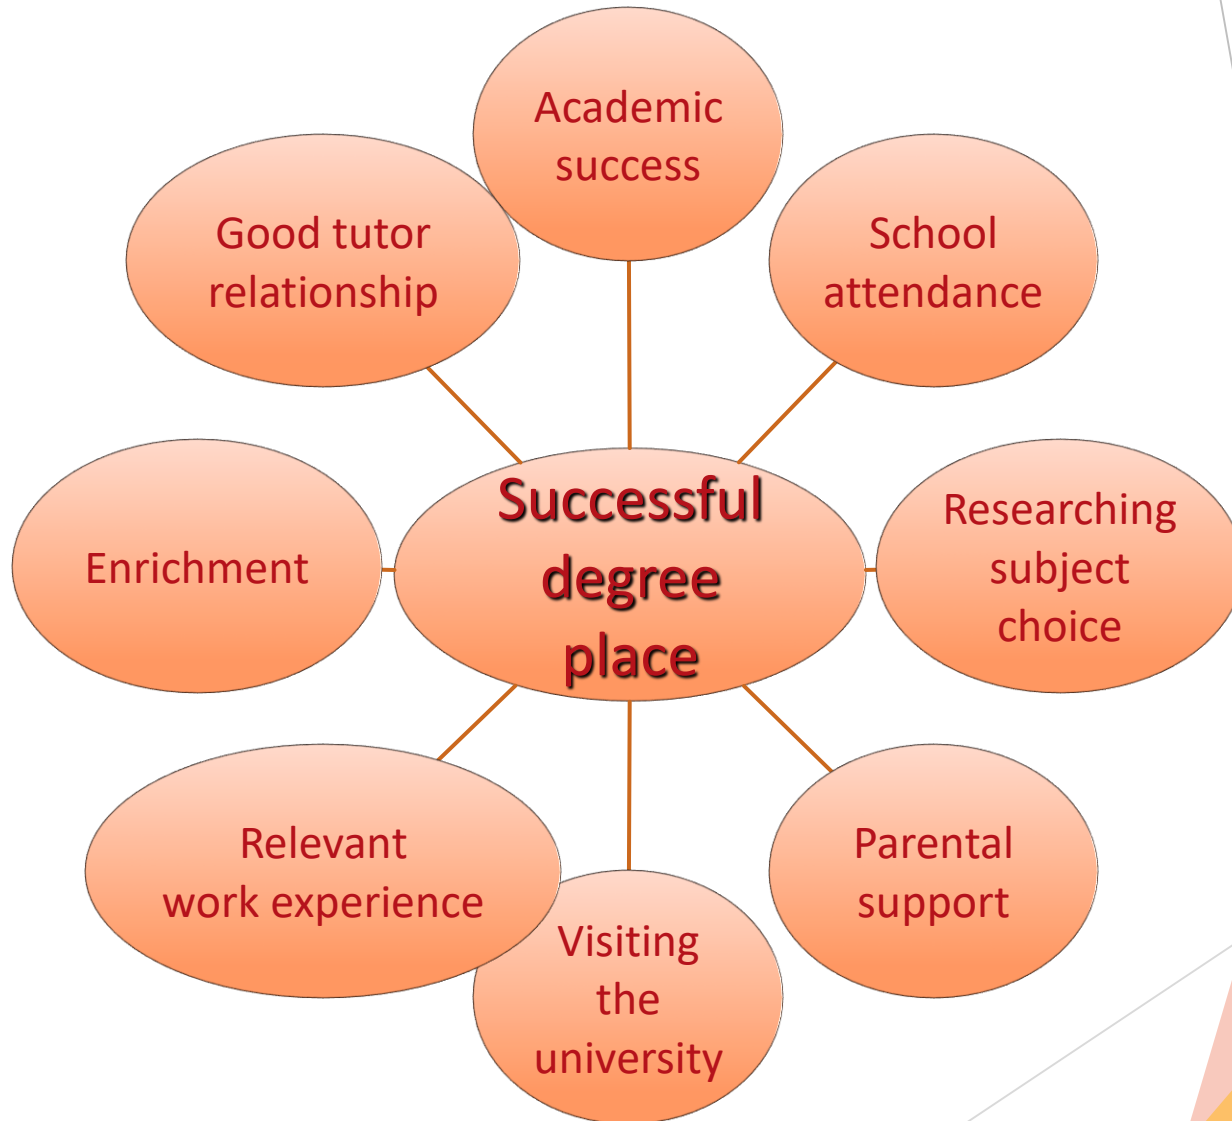 Academic
success
Good tutor
relationship
School
attendance
Enrichment
Successful
degree
place
Researching
subject
choice
Relevant
work experience
Parental
support
Visiting
the
university